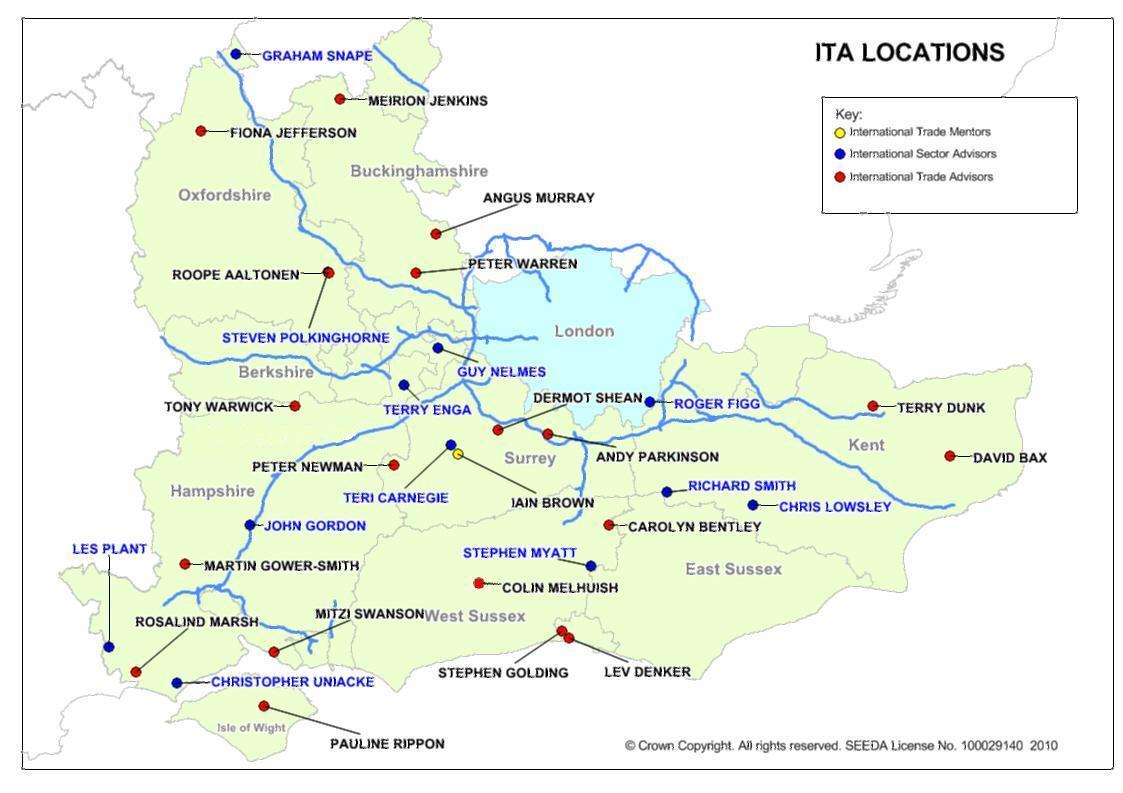 ITA LOCATIONS
Key:
International Trade Mentors
International Sector Advisors
International Trade Advisors
GRAHAM SNAPE
MEIRION JENKINS
FIONA JEFFERSON
Buckinghamshire
Oxfordshire
ANGUS MURRAY
PETER WARREN
ROOPE AALTONEN
London
STEVEN POLKINGHORNE
Berkshire
GUY NELMES
TERRY ENGA
DERMOT SHEAN
ROGER FIGG
TONY WARWICK
TERRY DUNK
Kent
ANDY PARKINSON
DAVID BAX
Surrey
PETER NEWMAN
RICHARD SMITH
Hampshire
TERI CARNEGIE
IAIN BROWN
CHRIS LOWSLEY
JOHN GORDON
CAROLYN BENTLEY
LES PLANT
STEPHEN MYATT
MARTIN GOWER-SMITH
East Sussex
COLIN MELHUISH
MITZI SWANSON
West Sussex
ROSALIND MARSH
STEPHEN GOLDING
LEV DENKER
CHRISTOPHER UNIACKE
Isle of Wight
PAULINE RIPPON
© Crown Copyright. All rights reserved. SEEDA License No. 100029140 2010